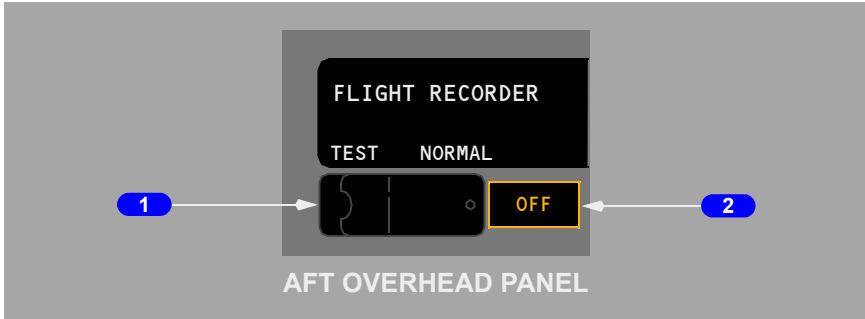 FLIGHT RECORDER
TEST NORMAL
1 OFF 2
AFT OVERHEAD PANEL